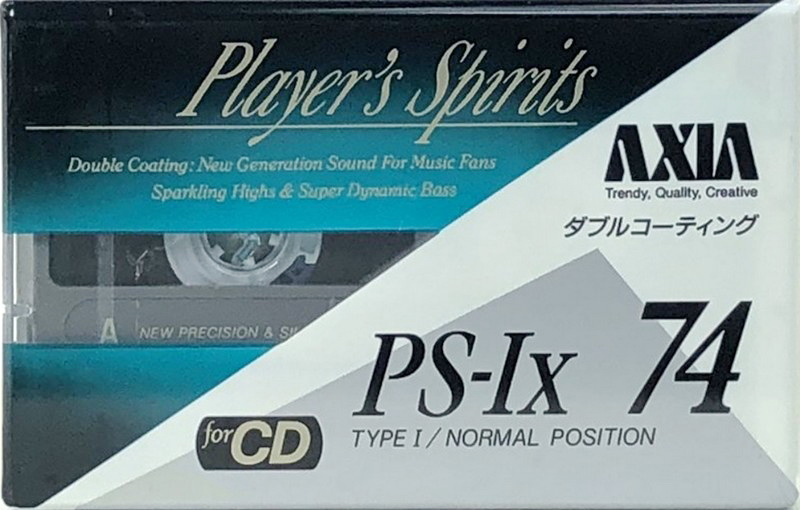 Player's Spirits
Double Coating: New Generation Sound For Music Fans
Sparkling Highs & Super Dynamic Bass
AXIA
Trendy, Quality, Creative
ダブルコーティング
A NEW PRECISION &
PS-Ix 74
TYPE I / NORMAL POSITION
for CD